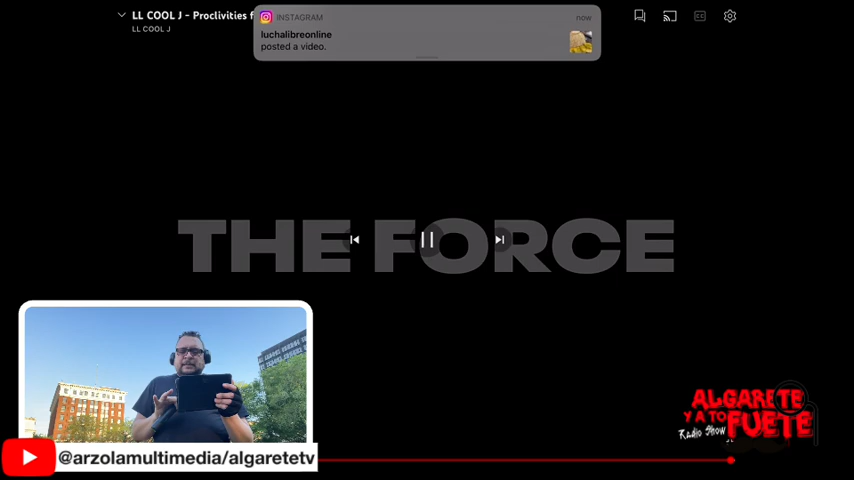 LL COOL J - Proclivities f
LL COOL J
INSTAGRAM
now
luchalibreonline
posted a video.
THE FORCE
ALGARETE
Y A TO FUETE
Radio Show
@arzolamultimedia/algaretetv